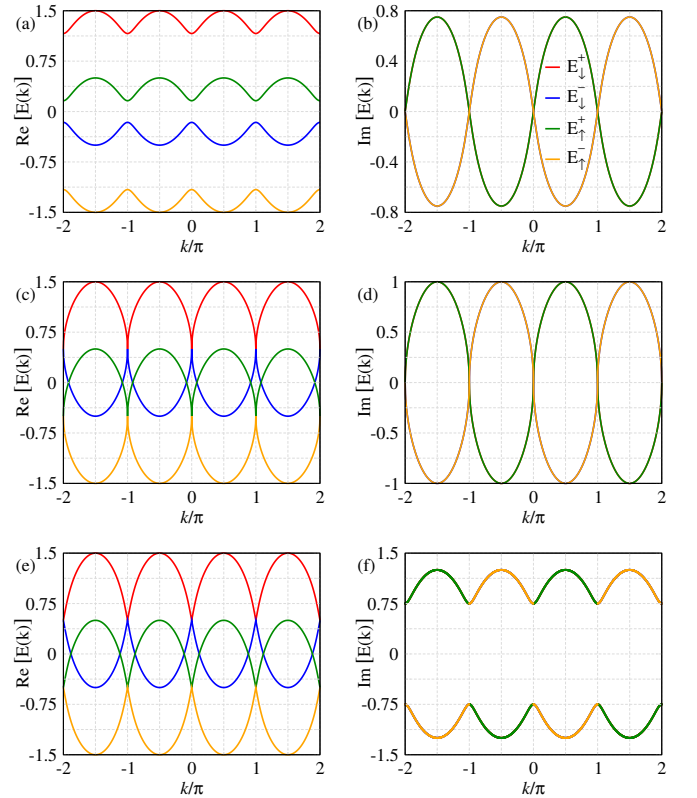 (a)
Re [E(k)]
1.5
0.75
0
-0.75
-1.5
-2
-1
0
1
2
k/π
(b)
Im [E(k)]
0.8
0.4
0
-0.4
-0.8
-2
-1
0
1
2
k/π
E↓+
E↓-
E↑+
E↑-
(c)
Re [E(k)]
1.5
0.75
0
-0.75
-1.5
-2
-1
0
1
2
k/π
(d)
Im [E(k)]
1
0.5
0
-0.5
-1
-2
-1
0
1
2
k/π
(e)
Re [E(k)]
1.5
0.75
0
-0.75
-1.5
-2
-1
0
1
2
k/π
(f)
Im [E(k)]
1.5
0.75
0
-0.75
-1.5
-2
-1
0
1
2
k/π